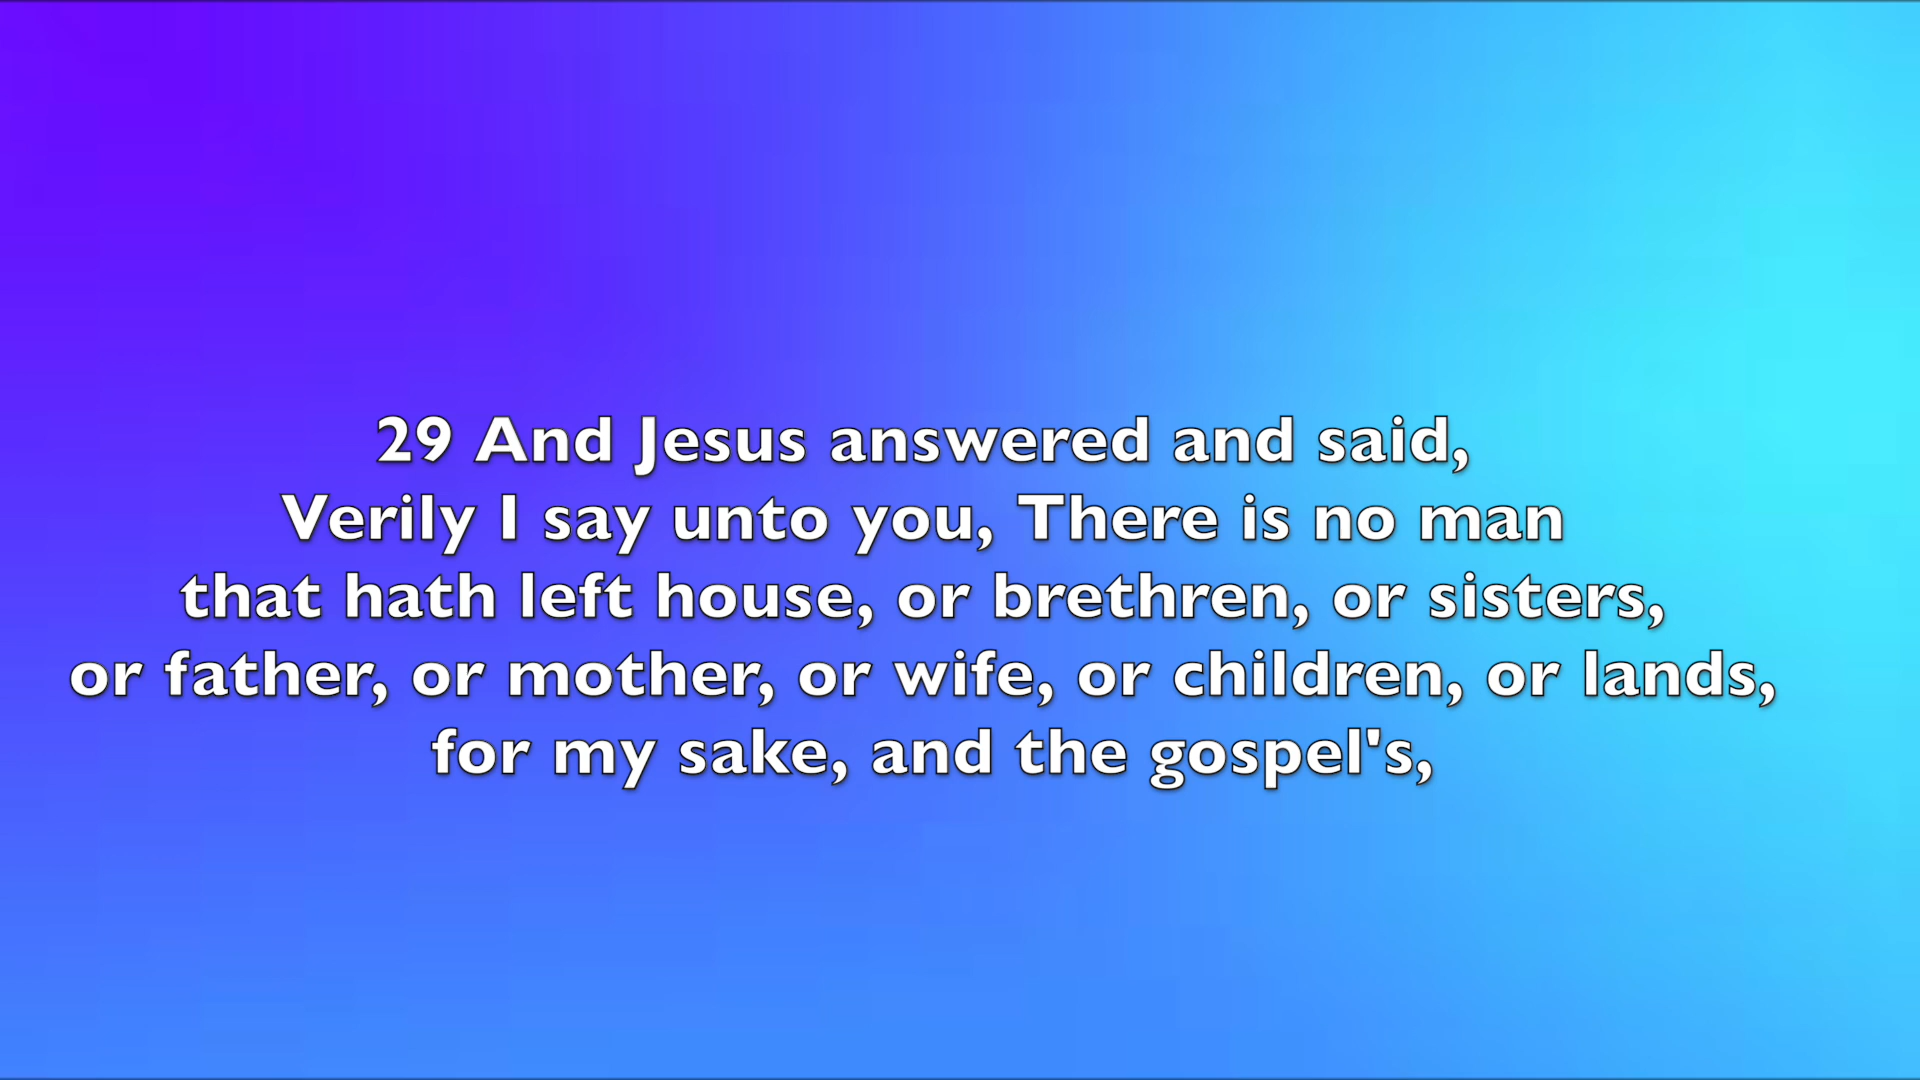 29 And Jesus answered and said,
Verily I say unto you, There is no man
that hath left house, or brethren, or sisters,
or father, or mother, or wife, or children, or lands,
for my sake, and the gospel's,